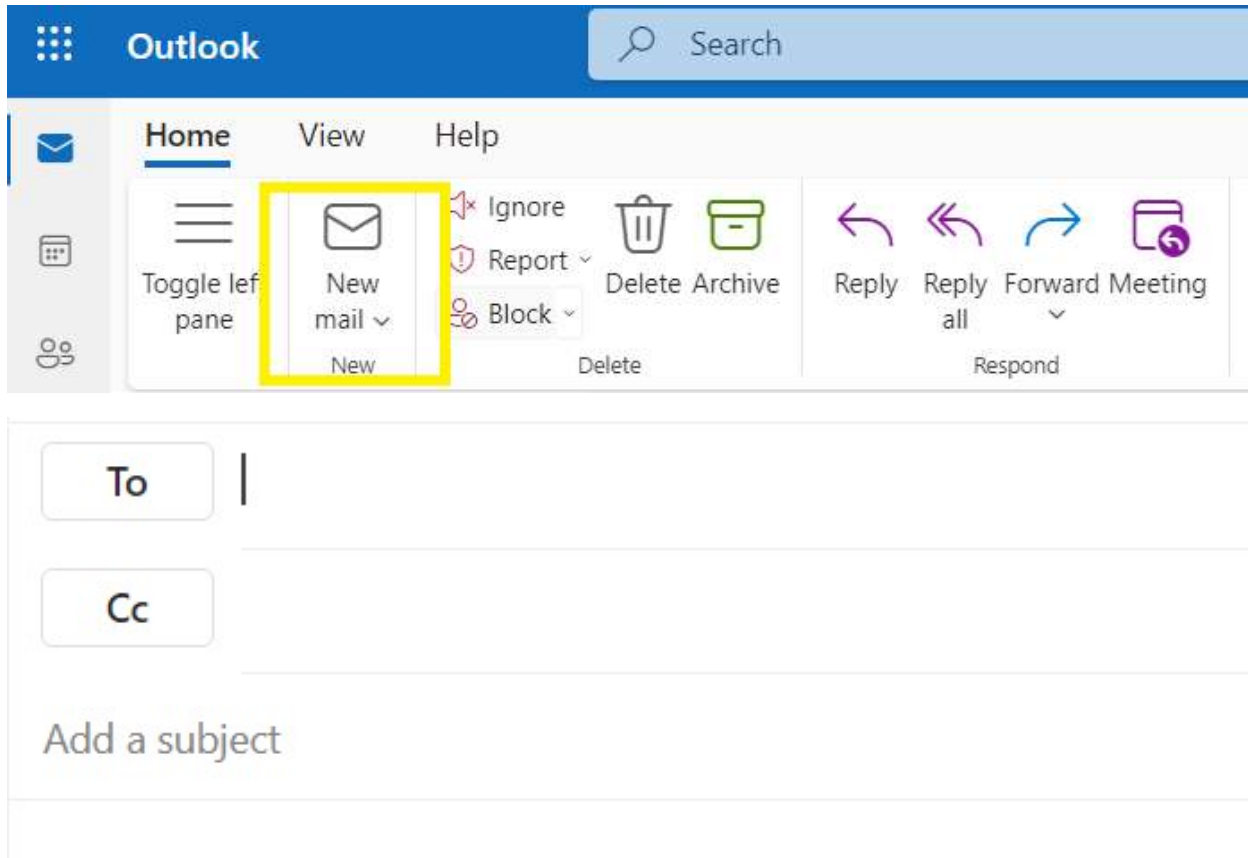 Outlook
Search
Home View Help
Toggle lef
pane
New
mail
New
Ignore
Report
Block
Delete Archive
Delete
Reply Reply
all
Forward Meeting
Respond
To
Cc
Add a subject